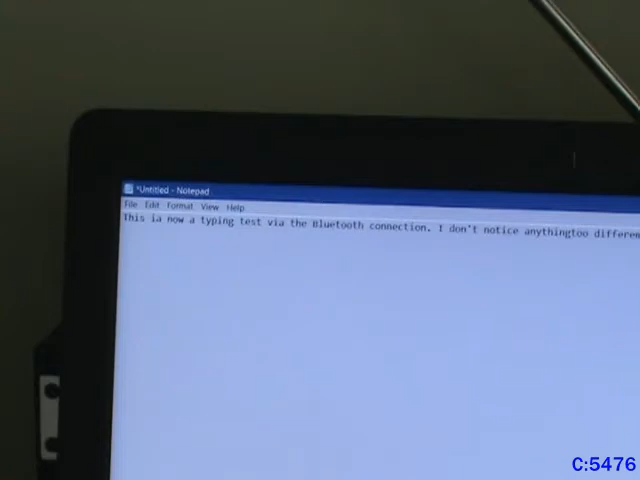 *Untitled - Notepad
File Edit Format View Help
This ia now a typing test via the Bluetooth connection. I don't notice anythingtoo differen
C:5476